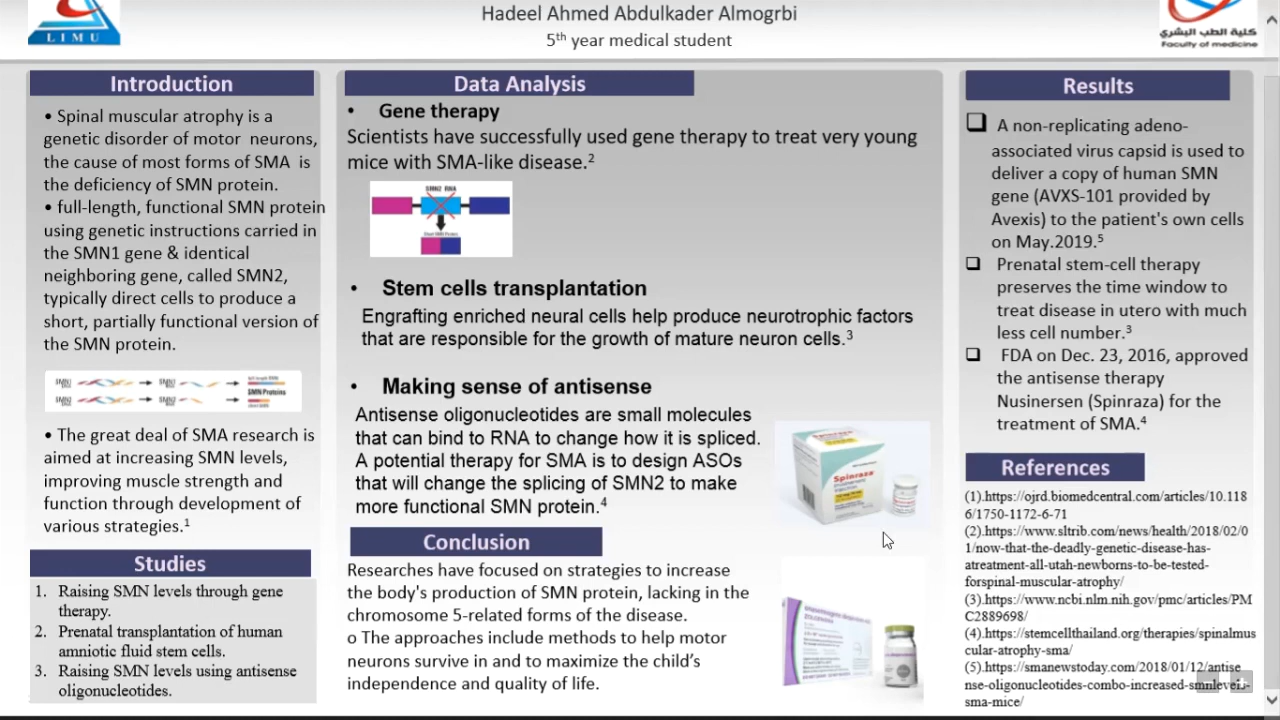 LIMU
Hadeel Ahmed Abdulkader Almogrbi
5th year medical student
كلية الطب البشري
Faculty of medicine
Introduction
• Spinal muscular atrophy is a
genetic disorder of motor neurons,
the cause of most forms of SMA is
the deficiency of SMN protein.
• full-length, functional SMN protein
using genetic instructions carried in
the SMN1 gene & identical
neighboring gene, called SMN2,
typically direct cells to produce a
short, partially functional version of
the SMN protein.
SMN Proteins
• The great deal of SMA research is
aimed at increasing SMN levels,
improving muscle strength and
function through development of
various strategies.1
Studies
1. Raising SMN levels through gene
therapy.
2. Prenatal transplantation of human
amniotic fluid stem cells.
3. Raising SMN levels using antisense
oligonucleotides.
Data Analysis
• Gene therapy
Scientists have successfully used gene therapy to treat very young
mice with SMA-like disease.2
SMN2 RNA
• Stem cells transplantation
Engrafting enriched neural cells help produce neurotrophic factors
that are responsible for the growth of mature neuron cells.3
• Making sense of antisense
Antisense oligonucleotides are small molecules
that can bind to RNA to change how it is spliced.
A potential therapy for SMA is to design ASOs
that will change the splicing of SMN2 to make
more functional SMN protein.4
Spinraza
Conclusion
Researches have focused on strategies to increase
the body's production of SMN protein, lacking in the
chromosome 5-related forms of the disease.
o The approaches include methods to help motor
neurons survive in and to maximize the child's
independence and quality of life.
Results
❑ A non-replicating adeno-
associated virus capsid is used to
deliver a copy of human SMN
gene (AVXS-101 provided by
Avexis) to the patient's own cells
on May.2019.5
❑ Prenatal stem-cell therapy
preserves the time window to
treat disease in utero with much
less cell number.3
❑ FDA on Dec. 23, 2016, approved
the antisense therapy
Nusinersen (Spinraza) for the
treatment of SMA.4
References
(1).https://ojrd.biomedcentral.com/articles/10.118
6/1750-1172-6-71
(2).https://www.sltrib.com/news/health/2018/02/0
1/now-that-the-deadly-genetic-disease-has-
atreatment-all-utah-newborns-to-be-tested-
forspinal-muscular-atrophy/
(3).https://www.ncbi.nlm.nih.gov/pmc/articles/PM
C2889698/
(4).https://stemcellthailand.org/therapies/spinalmus
cular-atrophy-sma/
(5).https://smanewstoday.com/2018/01/12/antise
nse-oligonucleotides-combo-increased-smnlevels-
sma-mice/